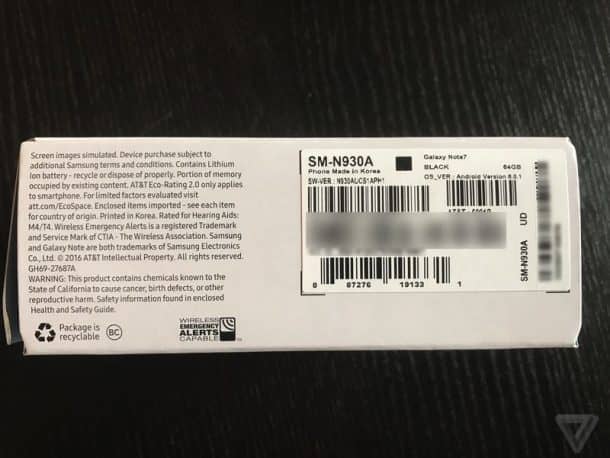 Screen images simulated. Device purchase subject to
additional Samsung terms and conditions. Contains Lithium
Ion battery - recycle or dispose of properly. Portion of memory
occupied by existing content. AT&T Eco-Rating 2.0 only applies
to smartphone. For limited factors evaluated visit
att.com/EcoSpace. Enclosed items imported - see each item
for country of origin. Printed in Korea. Rated for Hearing Aids:
M4/T4. Wireless Emergency Alerts is a registered Trademark
and Service Mark of CTIA - The Wireless Association. Samsung
and Galaxy Note are both trademarks of Samsung Electronics
Co., Ltd. © 2016 AT&T Intellectual Property. All rights reserved.
GH69-27687A
WARNING: This product contains chemicals known to the
State of California to cause cancer, birth defects, or other
reproductive harm. Safety information found in enclosed
Health and Safety Guide.
Package is
recyclable
BC
WIRELESS
EMERGENCY
ALERTS
CAPABLE
SM-N930A
Phone Made in Korea
SW-VER : N930AUCS1APH1
Galaxy Note7
BLACK 64GB
OS_VER : Android Version 6.0.1
UD
SM-N930A
8 87276 19133 1